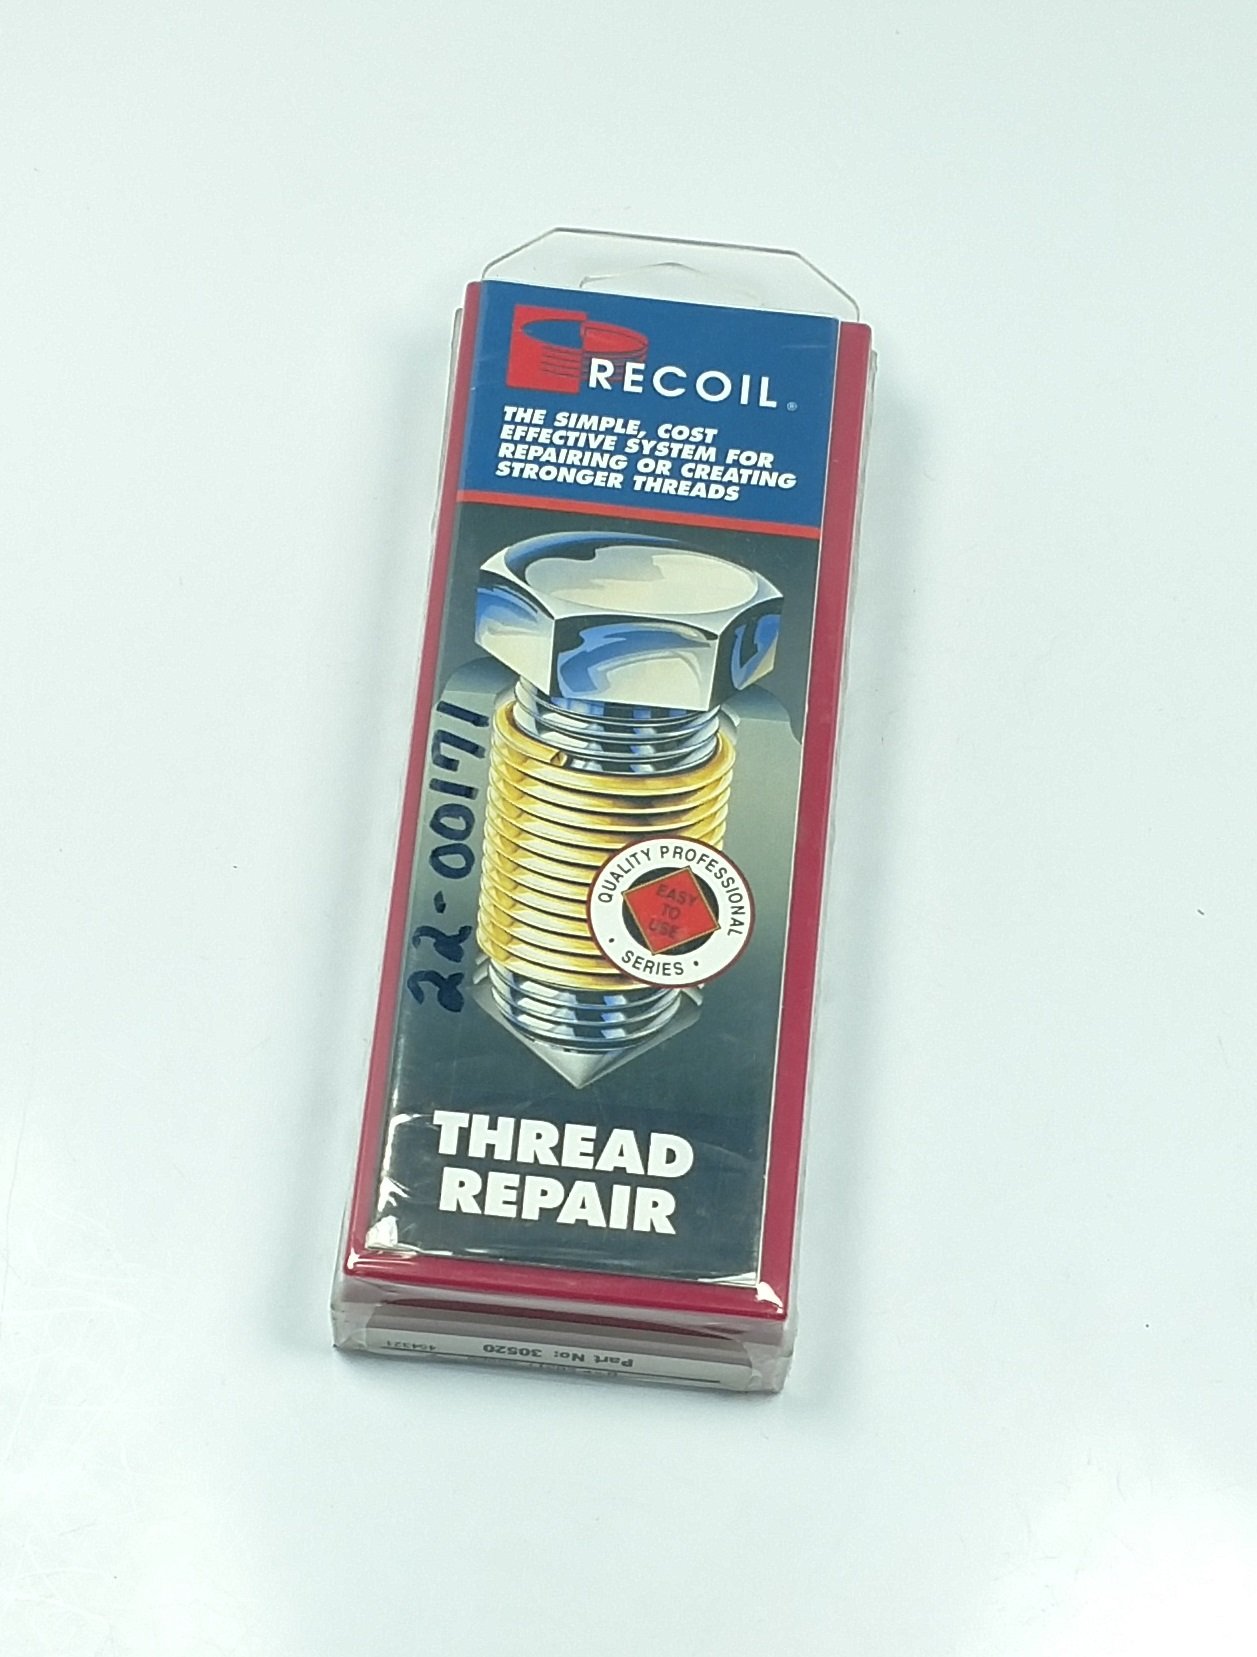 RECOIL®
THE SIMPLE, COST
EFFECTIVE SYSTEM FOR
REPAIRING OR CREATING
STRONGER THREADS
22-00171
QUALITY PROFESSIONAL
• SERIES •
EASY
TO
USE
THREAD
REPAIR
Part No: 30520
454321